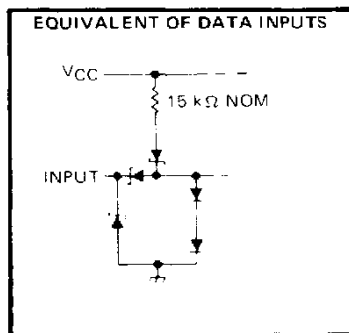 EQUIVALENT OF DATA INPUTS
VCC
15 kΩ NOM
INPUT